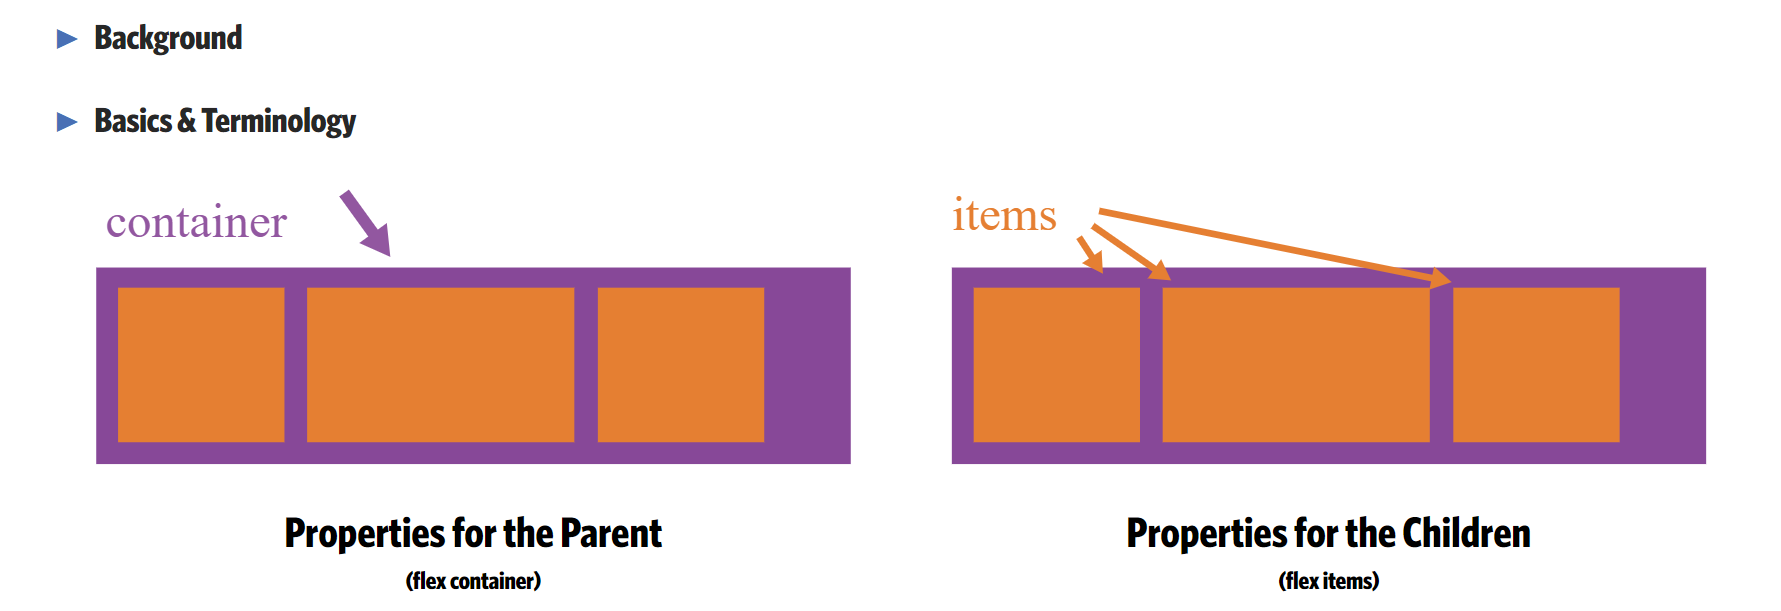 Background
Basics & Terminology
container
items
Properties for the Parent
(flex container)
Properties for the Children
(flex items)